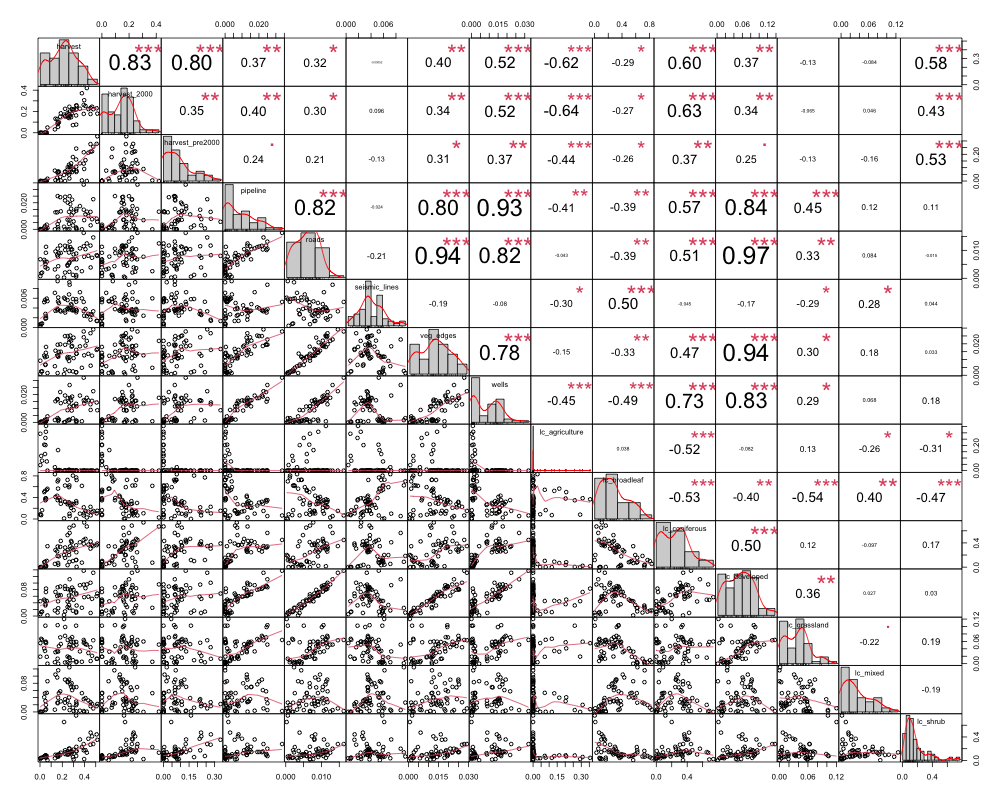 0.0 0.2 0.4 0.000 0.020 0.000 0.006 0.000 0.015 0.030 0.0 0.4 0.8 0.00 0.06 0.12 0.00 0.06 0.12
harvest 0.83 *** 0.80 *** 0.37 ** 0.32 * 0.40 ** 0.52 *** -0.62 *** -0.29 * 0.60 *** 0.37 ** -0.13 -0.084 0.58 *** 0.0 0.3
0.0 0.2 0.4 harvest_2000 0.35 ** 0.40 ** 0.30 * 0.096 0.34 ** 0.52 *** -0.64 *** -0.27 * 0.63 *** 0.34 ** 0.046 0.43 ***
harvest_pre2000 0.24 . 0.21 -0.13 0.31 * 0.37 ** -0.44 *** -0.26 * 0.37 ** 0.25 . -0.13 -0.16 0.53 *** 0.00 0.20
0.000 0.020 pipeline 0.82 *** -0.024 0.80 *** 0.93 *** -0.41 ** -0.39 ** 0.57 *** 0.84 *** 0.45 *** 0.12 0.11
roads -0.21 0.94 *** 0.82 *** -0.043 -0.39 ** 0.51 *** 0.97 *** 0.33 ** 0.084 -0.015 0.000 0.010
0.000 0.006 seismic_lines -0.19 -0.08 -0.30 * 0.50 *** -0.045 -0.17 -0.29 * 0.28 * 0.044
veg_edges 0.78 *** -0.15 -0.33 ** 0.47 *** 0.94 *** 0.30 * 0.18 0.033 0.000 0.020
0.000 0.020 wells -0.45 *** -0.49 *** 0.73 *** 0.83 *** 0.29 * 0.068 0.18
lc_agriculture 0.038 -0.52 *** -0.082 0.13 -0.26 * -0.31 * 0.00 0.20
0.0 0.4 0.8 lc_broadleaf -0.53 *** -0.40 ** -0.54 *** 0.40 ** -0.47 ***
lc_coniferous 0.50 *** 0.12 -0.097 0.17 0.0 0.4
0.00 0.08 0.36 ** 0.027 0.03
lc_grassland -0.22 . 0.19 0.00 0.06 0.12
0.00 0.08 lc_mixed -0.19
lc_shrub 0.0 0.4
0.0 0.2 0.4 0.00 0.15 0.30 0.000 0.010 0.000 0.015 0.030 0.00 0.15 0.30 0.0 0.4 0.00 0.06 0.12 0.0 0.4